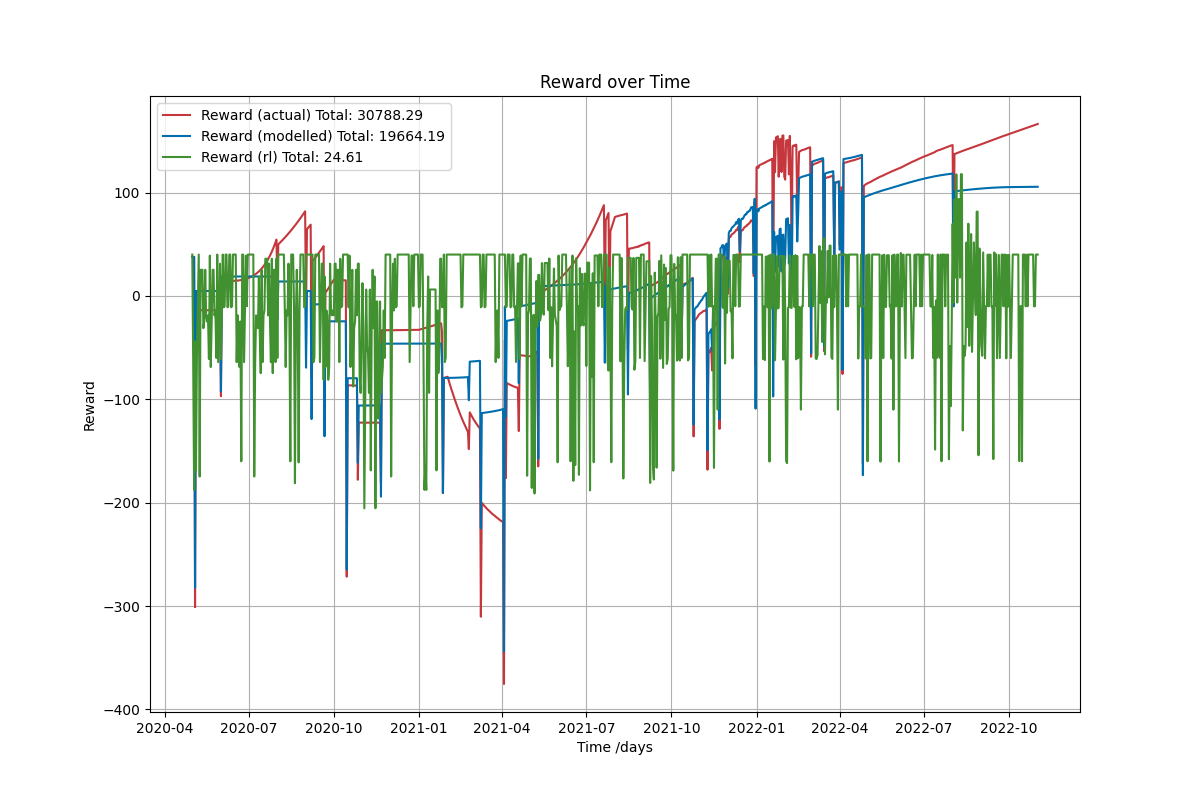 Reward over Time
Reward (actual) Total: 30788.29
Reward (modelled) Total: 19664.19
Reward (rl) Total: 24.61
100
0
−100
−200
−300
−400
Reward
2020-04 2020-07 2020-10 2021-01 2021-04 2021-07 2021-10 2022-01 2022-04 2022-07 2022-10
Time /days